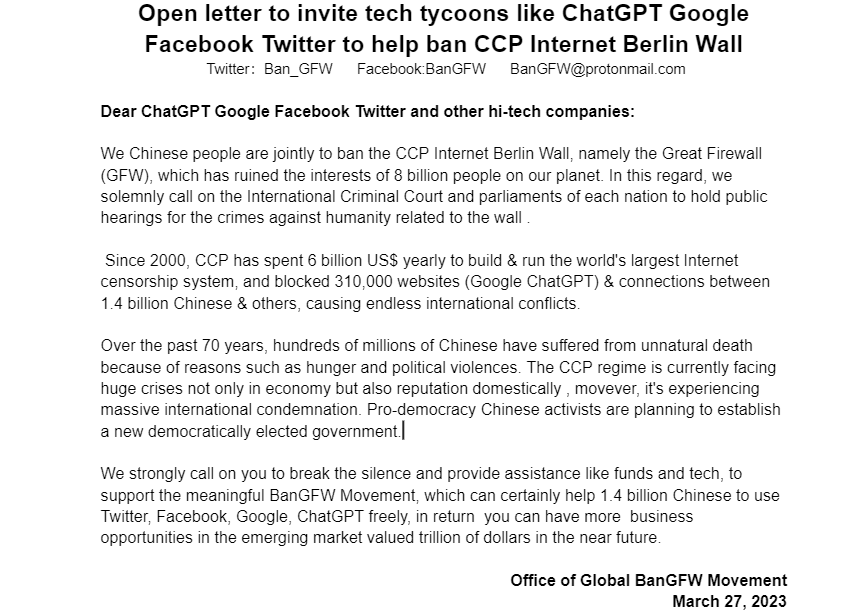 Open letter to invite tech tycoons like ChatGPT Google
Facebook Twitter to help ban CCP Internet Berlin Wall
Twitter: Ban_GFW Facebook:BanGFW BanGFW@protonmail.com
Dear ChatGPT Google Facebook Twitter and other hi-tech companies:
We Chinese people are jointly to ban the CCP Internet Berlin Wall, namely the Great Firewall
(GFW), which has ruined the interests of 8 billion people on our planet. In this regard, we
solemnly call on the International Criminal Court and parliaments of each nation to hold public
hearings for the crimes against humanity related to the wall .
Since 2000, CCP has spent 6 billion US$ yearly to build & run the world's largest Internet
censorship system, and blocked 310,000 websites (Google ChatGPT) & connections between
1.4 billion Chinese & others, causing endless international conflicts.
Over the past 70 years, hundreds of millions of Chinese have suffered from unnatural death
because of reasons such as hunger and political violences. The CCP regime is currently facing
huge crises not only in economy but also reputation domestically , movever, it's experiencing
massive international condemnation. Pro-democracy Chinese activists are planning to establish
a new democratically elected government.
We strongly call on you to break the silence and provide assistance like funds and tech, to
support the meaningful BanGFW Movement, which can certainly help 1.4 billion Chinese to use
Twitter, Facebook, Google, ChatGPT freely, in return you can have more business
opportunities in the emerging market valued trillion of dollars in the near future.
Office of Global BanGFW Movement
March 27, 2023